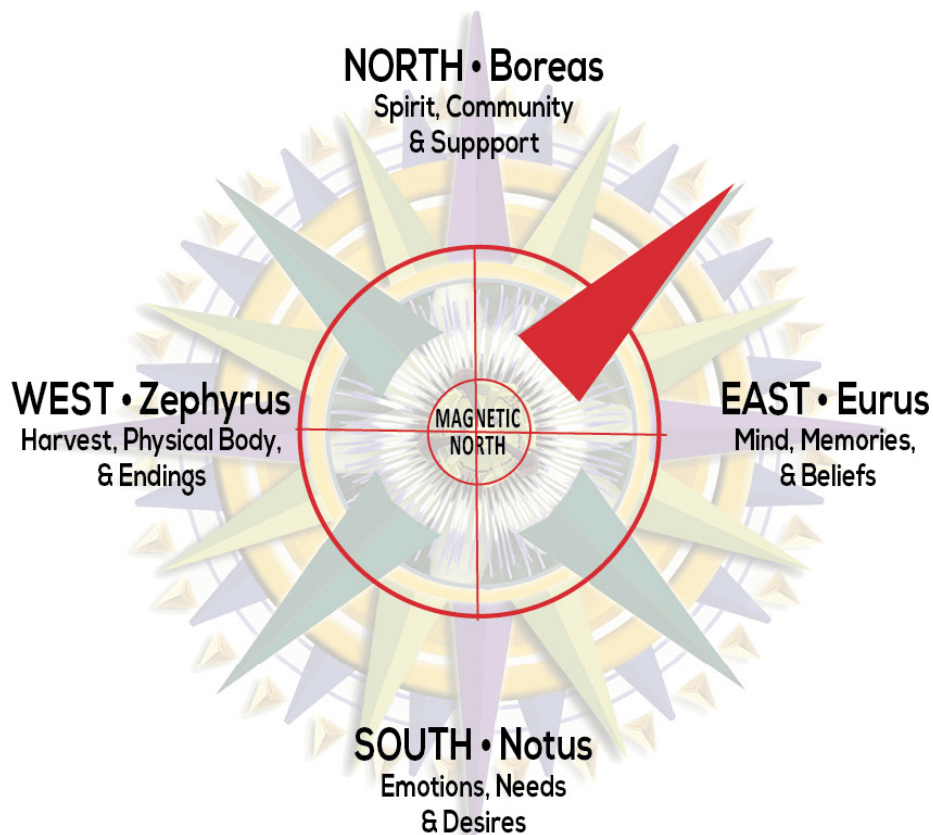 NORTH • Boreas
Spirit, Community
& Suppport
WEST • Zephyrus
Harvest, Physical Body,
& Endings
MAGNETIC
NORTH
EAST • Eurus
Mind, Memories,
& Beliefs
SOUTH • Notus
Emotions, Needs
& Desires